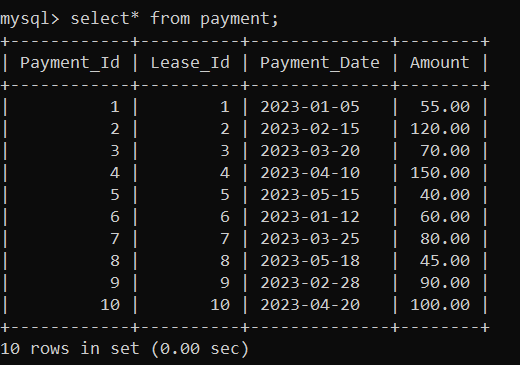 mysql> select* from payment;
+------------+----------+--------------+--------+
| Payment_Id | Lease_Id | Payment_Date | Amount |
+------------+----------+--------------+--------+
|          1 |        1 | 2023-01-05   |  55.00 |
|          2 |        2 | 2023-02-15   | 120.00 |
|          3 |        3 | 2023-03-20   |  70.00 |
|          4 |        4 | 2023-04-10   | 150.00 |
|          5 |        5 | 2023-05-15   |  40.00 |
|          6 |        6 | 2023-01-12   |  60.00 |
|          7 |        7 | 2023-03-25   |  80.00 |
|          8 |        8 | 2023-05-18   |  45.00 |
|          9 |        9 | 2023-02-28   |  90.00 |
|         10 |       10 | 2023-04-20   | 100.00 |
+------------+----------+--------------+--------+
10 rows in set (0.00 sec)